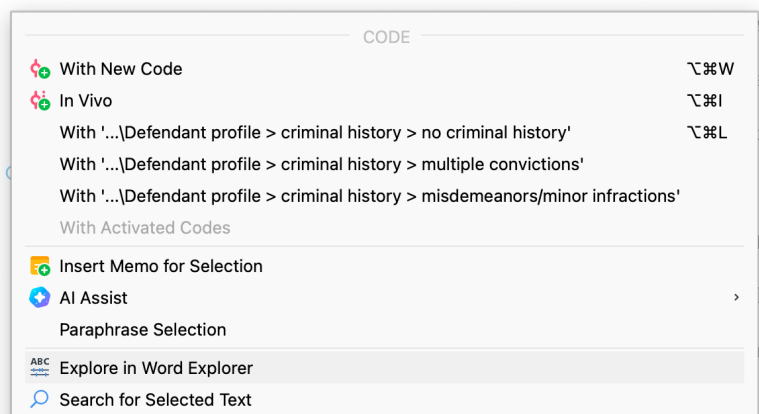 CODE
With New Code ⌥⌘W
In Vivo ⌥⌘I
With '...\Defendant profile > criminal history > no criminal history' ⌥⌘L
With '...\Defendant profile > criminal history > multiple convictions'
With '...\Defendant profile > criminal history > misdemeanors/minor infractions'
With Activated Codes
Insert Memo for Selection
AI Assist
Paraphrase Selection
ABC Explore in Word Explorer
Search for Selected Text